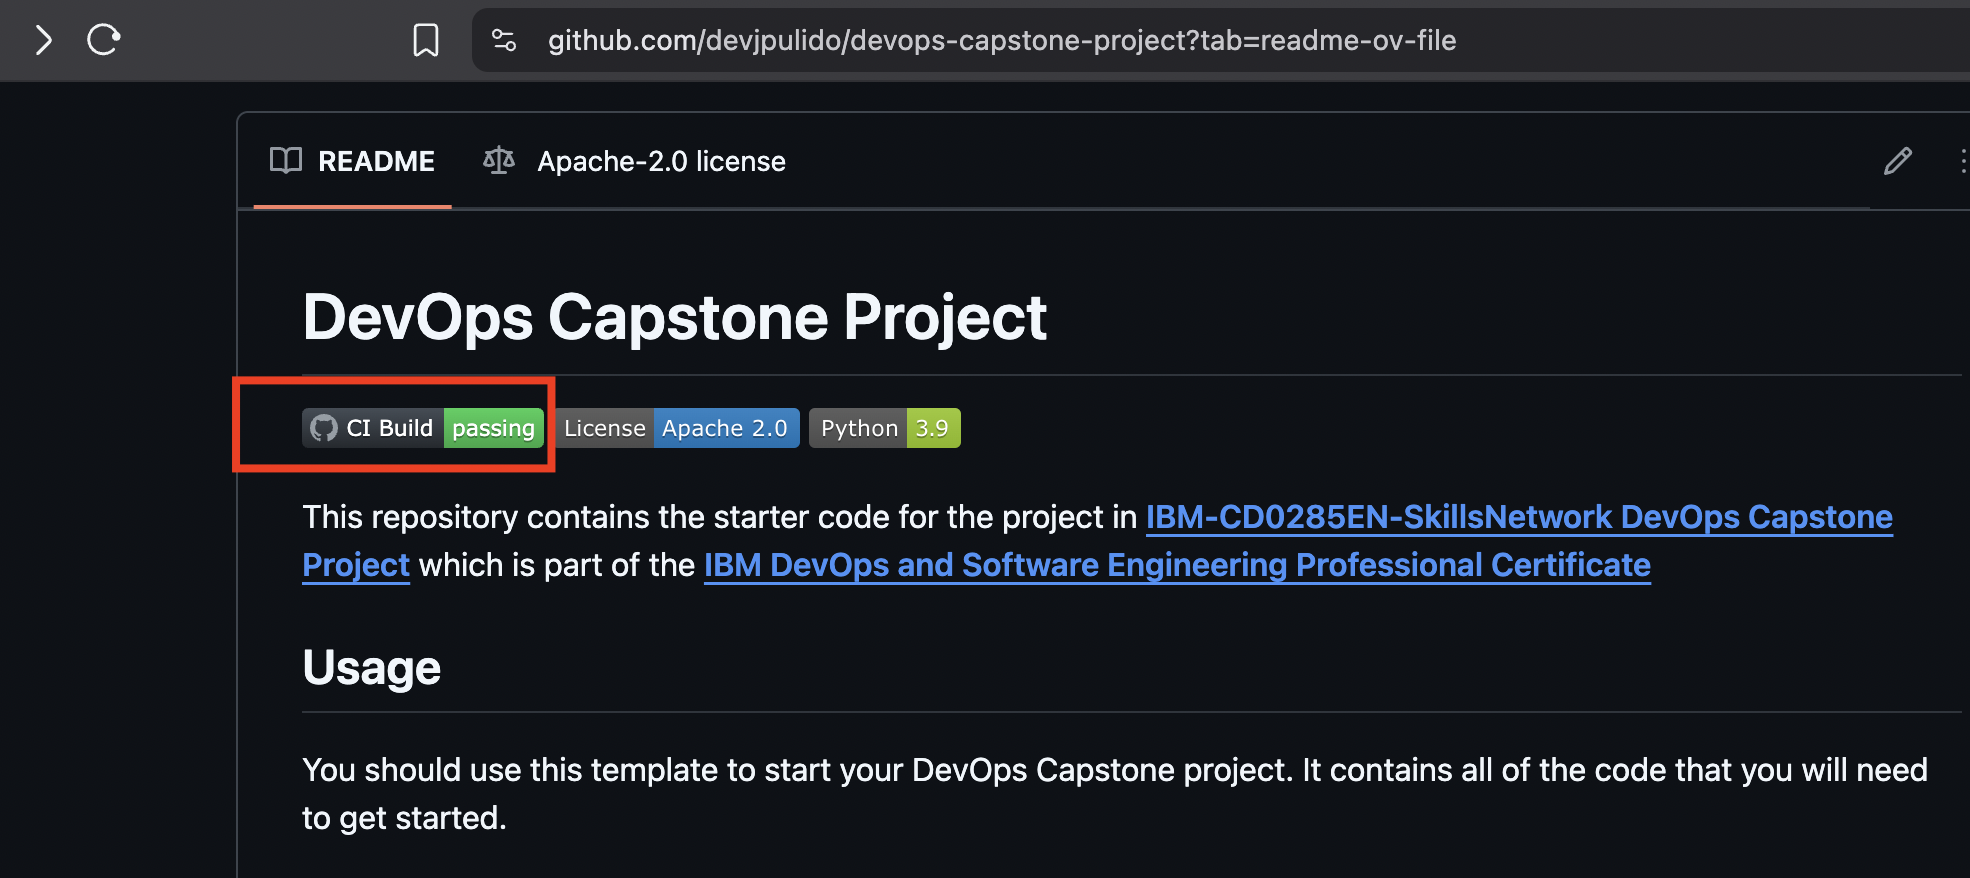 github.com/devjpulido/devops-capstone-project?tab=readme-ov-file
README Apache-2.0 license
DevOps Capstone Project
CI Build passing License Apache 2.0 Python 3.9
This repository contains the starter code for the project in IBM-CD0285EN-SkillsNetwork DevOps Capstone
Project which is part of the IBM DevOps and Software Engineering Professional Certificate
Usage
You should use this template to start your DevOps Capstone project. It contains all of the code that you will need
to get started.